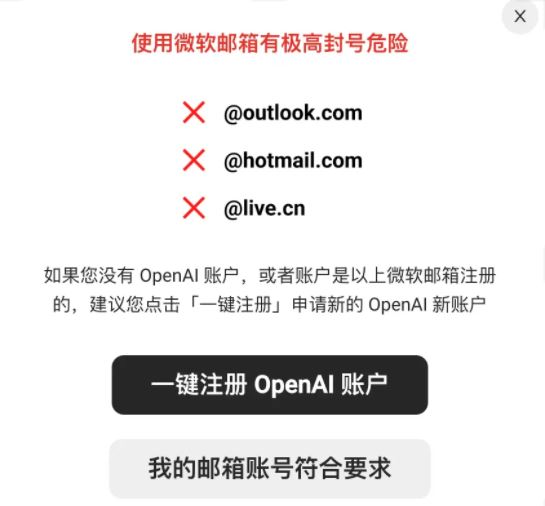 X
使用微软邮箱有极高封号危险
@outlook.com
@hotmail.com
@live.cn
如果您没有 OpenAI 账户，或者账户是以上微软邮箱注册
的，建议您点击「一键注册」申请新的 OpenAI 新账户
一键注册 OpenAI 账户
我的邮箱账号符合要求